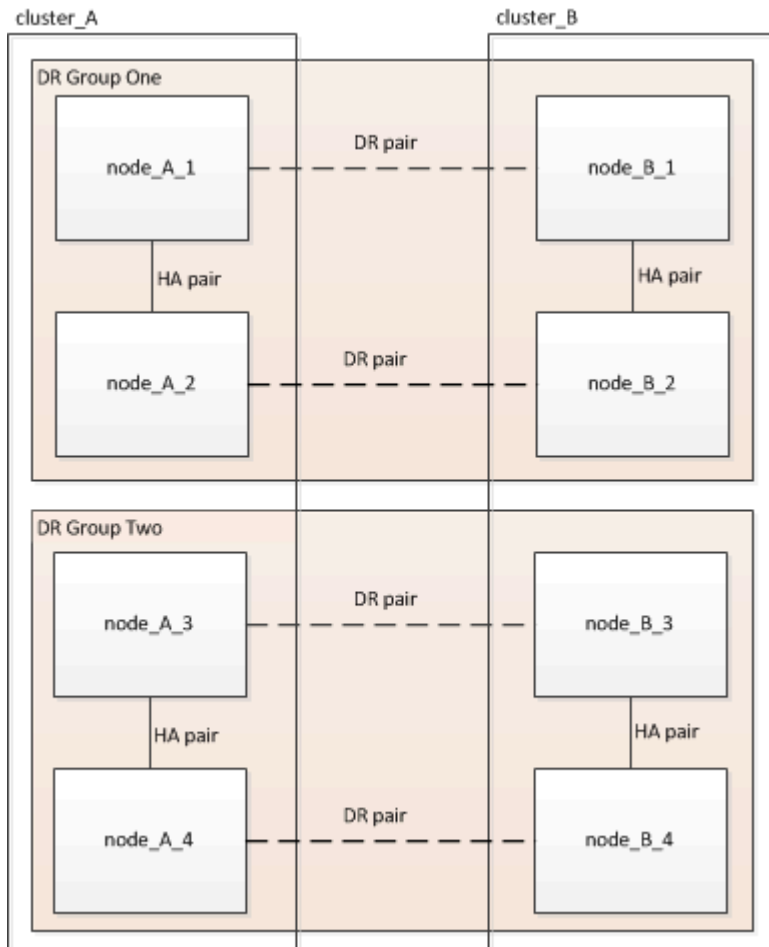 cluster_A
cluster_B
DR Group One
node_A_1
DR pair
node_B_1
HA pair
HA pair
node_A_2
DR pair
node_B_2
DR Group Two
node_A_3
DR pair
node_B_3
HA pair
HA pair
node_A_4
DR pair
node_B_4